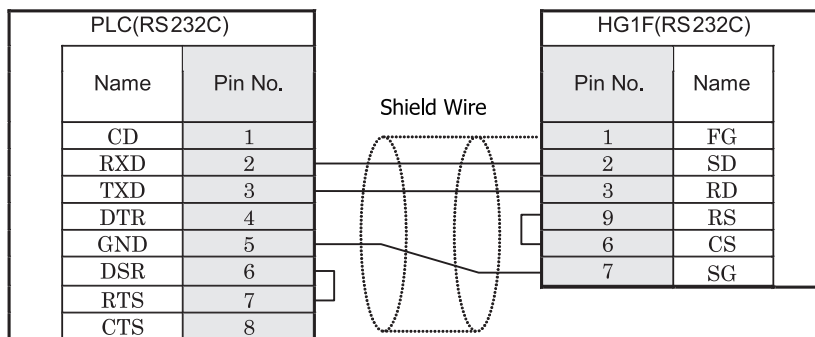 PLC(RS232C) HG1F(RS232C)
Name Pin No. Pin No. Name
Shield Wire
CD 1 1 FG
RXD 2 2 SD
TXD 3 3 RD
DTR 4 9 RS
GND 5 6 CS
DSR 6 7 SG
RTS 7
CTS 8